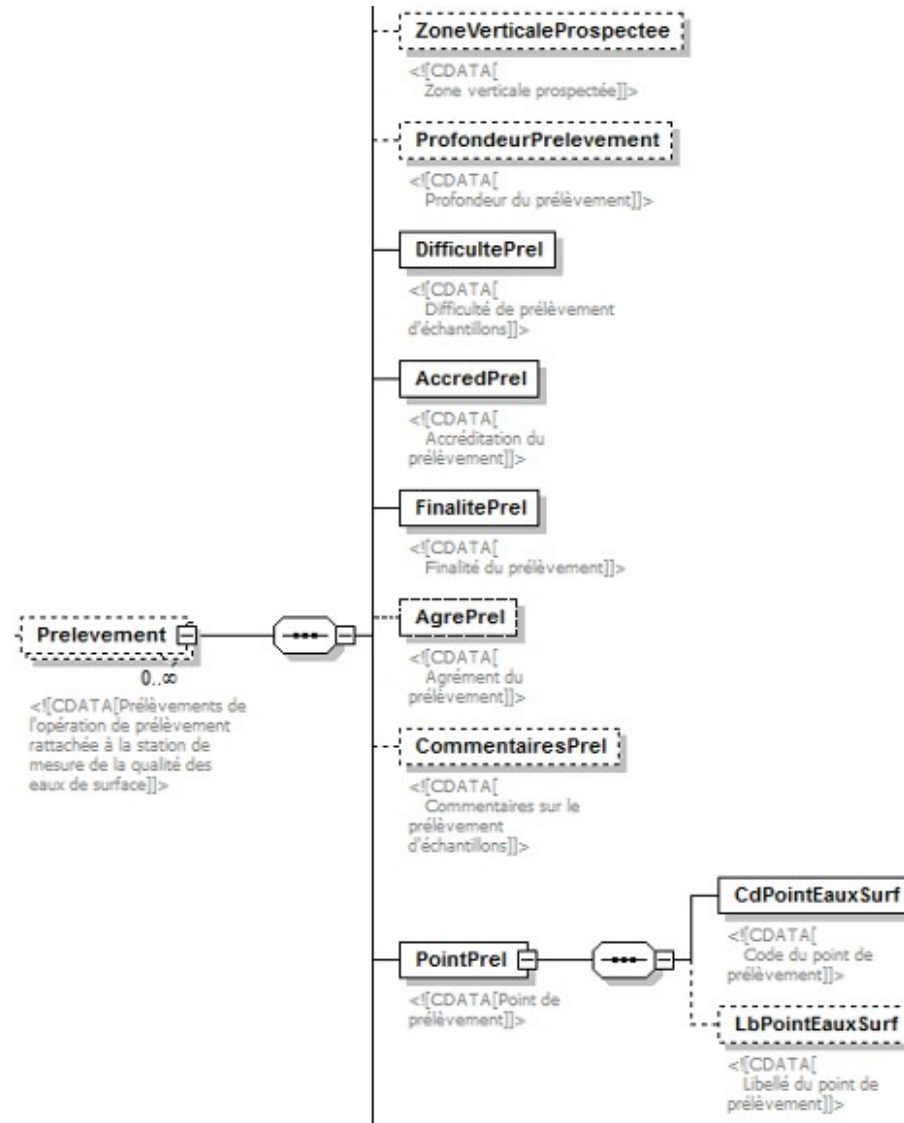 ZoneVerticaleProspectee
<![CDATA[
Zone verticale prospectée]]>
ProfondeurPrelevement
<![CDATA[
Profondeur du prélèvement]]>
DifficultePrel
<![CDATA[
Difficulté de prélèvement
d'échantillons]]>
AccredPrel
<![CDATA[
Accréditation du
prélèvement]]>
FinalitePrel
<![CDATA[
Finalité du prélèvement]]>
Prelevement
0..∞
<![CDATA[Prélèvements de
l'opération de prélèvement
rattachée à la station de
mesure de la qualité des
eaux de surface]]>
AgrePrel
<![CDATA[
Agrément du
prélèvement]]>
CommentairesPrel
<![CDATA[
Commentaires sur le
prélèvement
d'échantillons]]>
PointPrel
<![CDATA[Point de
prélèvement]]>
CdPointEauxSurf
<![CDATA[
Code du point de
prélèvement]]>
LbPointEauxSurf
<![CDATA[
Libellé du point de
prélèvement]]>